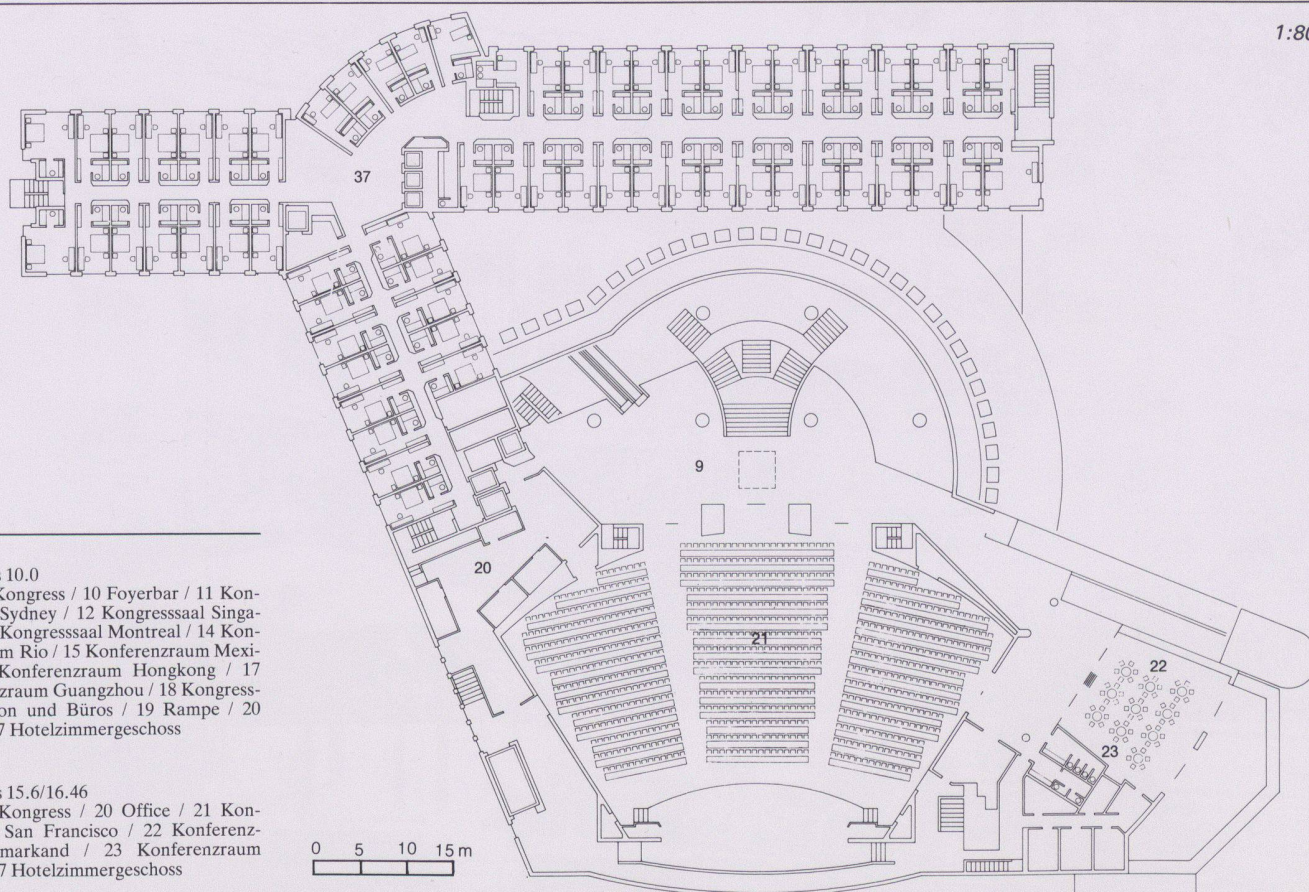 1:80
37
9
20
21
22
23
10.0
Kongress / 10 Foyerbar / 11 Kon-
Sydney / 12 Kongresssaal Singa-
Kongresssaal Montreal / 14 Kon-
m Rio / 15 Konferenzraum Mexi-
Konferenzraum Hongkong / 17
zraum Guangzhou / 18 Kongress-
on und Büros / 19 Rampe / 20
7 Hotelzimmergeschoss
15.6/16.46
Kongress / 20 Office / 21 Kon-
San Francisco / 22 Konferenz-
markand / 23 Konferenzraum
7 Hotelzimmergeschoss
0 5 10 15 m